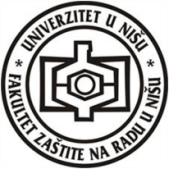 UNIVERZITET U NIŠU
* FAKULTET ZAŠTITE NA RADU U NIŠU *